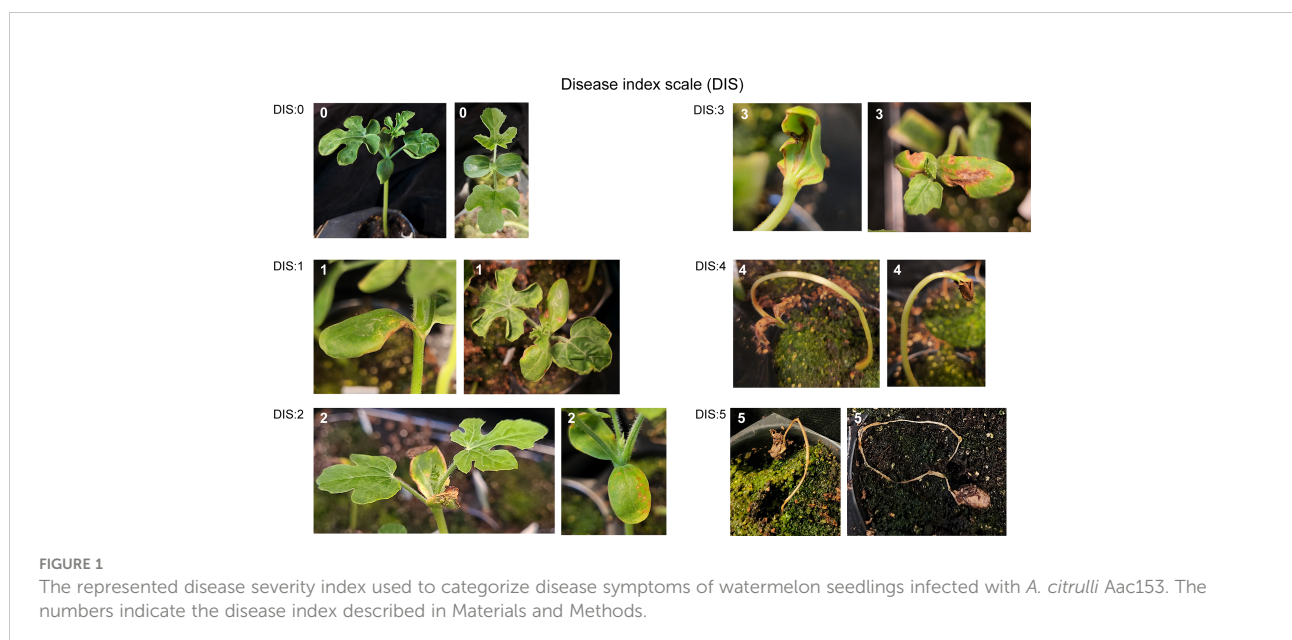 Disease index scale (DIS)
DIS:0
0
0
DIS:3
3
3
DIS:1
1
1
DIS:4
4
4
DIS:2
2
2
DIS:5
5
5
FIGURE 1
The represented disease severity index used to categorize disease symptoms of watermelon seedlings infected with A. citrulli Aac153. The
numbers indicate the disease index described in Materials and Methods.